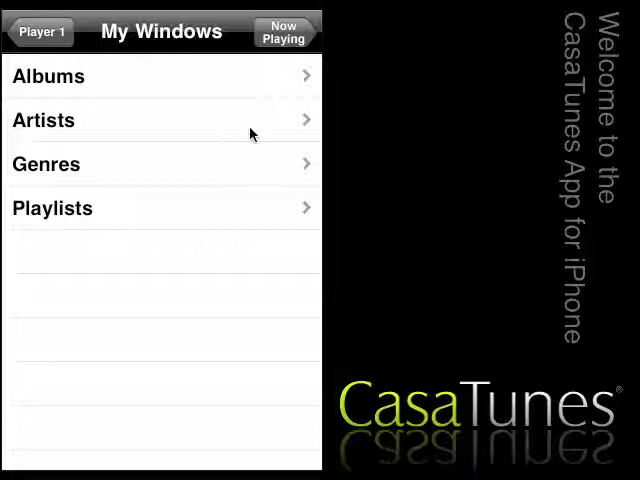 Player 1
My Windows
Now
Playing
Albums
Artists
Genres
Playlists
Welcome to the
CasaTunes App for iPhone
CasaTunes®